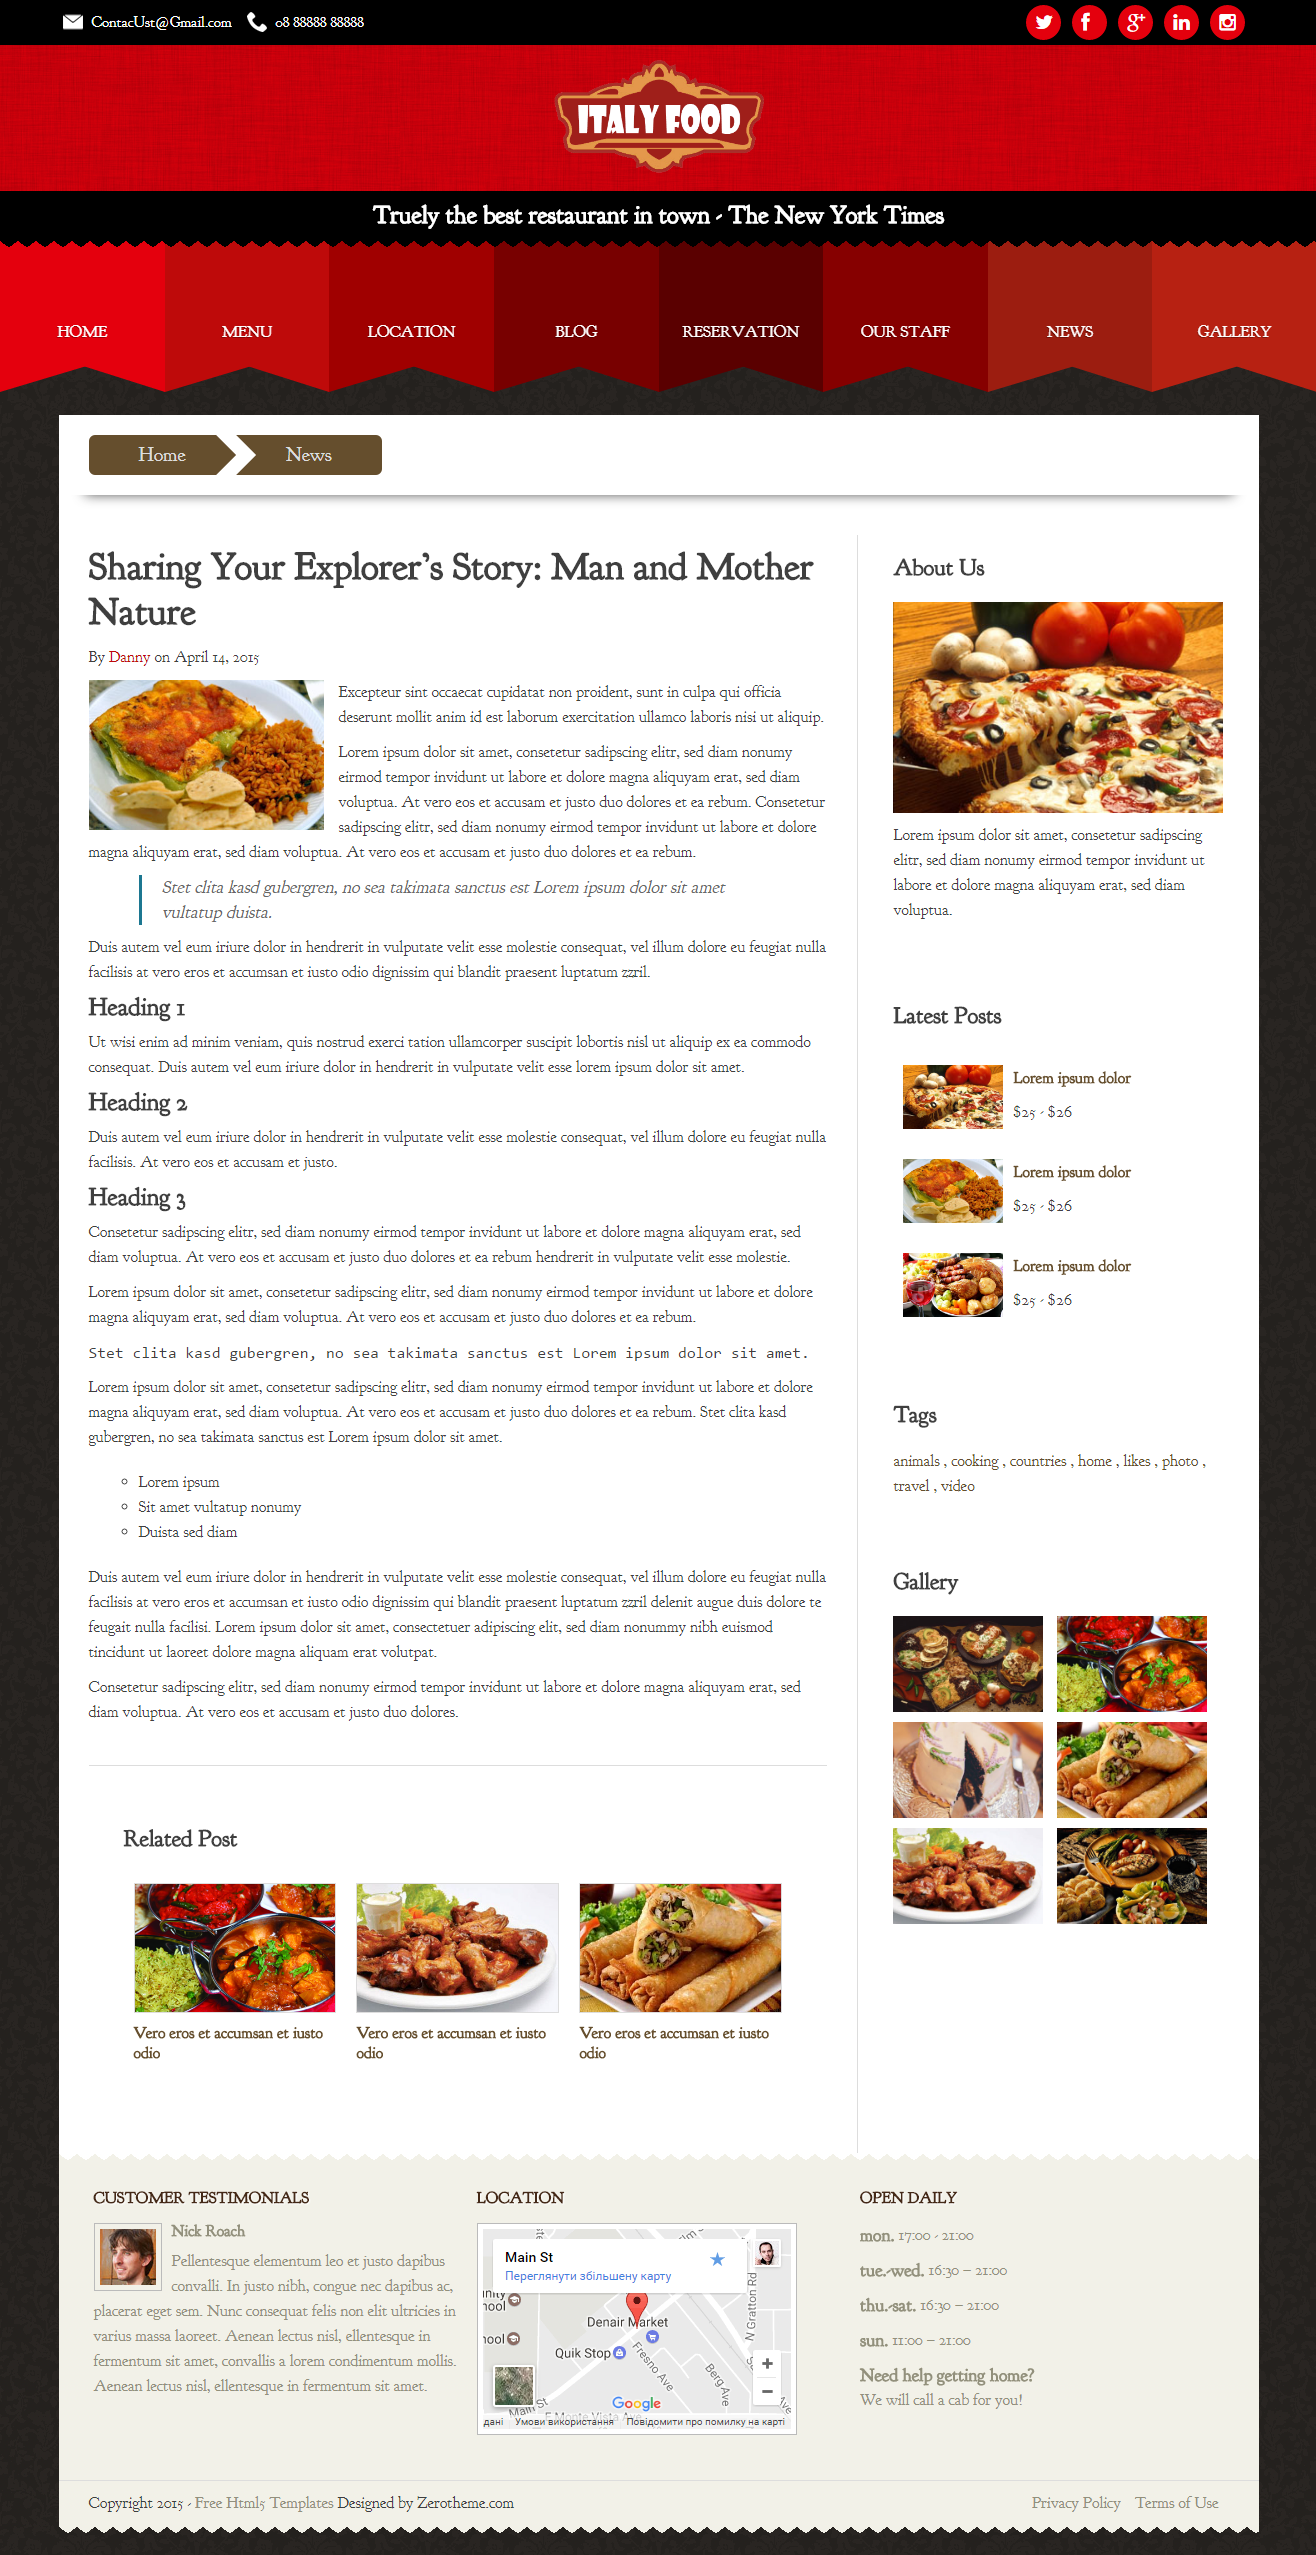 ContacUst@Gmail.com 08 88888 88888
ITALY FOOD
Truely the best restaurant in town - The New York Times
HOME MENU LOCATION BLOG RESERVATION OUR STAFF NEWS GALLERY
Home News
Sharing Your Explorer’s Story: Man and Mother
Nature
By Danny on April 14, 2015
Excepteur sint occaecat cupidatat non proident, sunt in culpa qui officia
deserunt mollit anim id est laborum exercitation ullamco laboris nisi ut aliquip.
Lorem ipsum dolor sit amet, consetetur sadipscing elitr, sed diam nonumy
eirmod tempor invidunt ut labore et dolore magna aliquyam erat, sed diam
voluptua. At vero eos et accusam et justo duo dolores et ea rebum. Consetetur
sadipscing elitr, sed diam nonumy eirmod tempor invidunt ut labore et dolore
magna aliquyam erat, sed diam voluptua. At vero eos et accusam et justo duo dolores et ea rebum.
Stet clita kasd gubergren, no sea takimata sanctus est Lorem ipsum dolor sit amet
vultatup duista.
Duis autem vel eum iriure dolor in hendrerit in vulputate velit esse molestie consequat, vel illum dolore eu feugiat nulla
facilisis at vero eros et accumsan et iusto odio dignissim qui blandit praesent luptatum zzril.
Heading 1
Ut wisi enim ad minim veniam, quis nostrud exerci tation ullamcorper suscipit lobortis nisl ut aliquip ex ea commodo
consequat. Duis autem vel eum iriure dolor in hendrerit in vulputate velit esse lorem ipsum dolor sit amet.
Heading 2
Duis autem vel eum iriure dolor in hendrerit in vulputate velit esse molestie consequat, vel illum dolore eu feugiat nulla
facilisis. At vero eos et accusam et justo.
Heading 3
Consetetur sadipscing elitr, sed diam nonumy eirmod tempor invidunt ut labore et dolore magna aliquyam erat, sed
diam voluptua. At vero eos et accusam et justo duo dolores et ea rebum hendrerit in vulputate velit esse molestie.
Lorem ipsum dolor sit amet, consetetur sadipscing elitr, sed diam nonumy eirmod tempor invidunt ut labore et dolore
magna aliquyam erat, sed diam voluptua. At vero eos et accusam et justo duo dolores et ea rebum.
Stet clita kasd gubergren, no sea takimata sanctus est Lorem ipsum dolor sit amet.
Lorem ipsum dolor sit amet, consetetur sadipscing elitr, sed diam nonumy eirmod tempor invidunt ut labore et dolore
magna aliquyam erat, sed diam voluptua. At vero eos et accusam et justo duo dolores et ea rebum. Stet clita kasd
gubergren, no sea takimata sanctus est Lorem ipsum dolor sit amet.
Lorem ipsum
Sit amet vultatup nonumy
Duista sed diam
Duis autem vel eum iriure dolor in hendrerit in vulputate velit esse molestie consequat, vel illum dolore eu feugiat nulla
facilisis at vero eros et accumsan et iusto odio dignissim qui blandit praesent luptatum zzril delenit augue duis dolore te
feugait nulla facilisi. Lorem ipsum dolor sit amet, consectetuer adipiscing elit, sed diam nonummy nibh euismod
tincidunt ut laoreet dolore magna aliquam erat volutpat.
Consetetur sadipscing elitr, sed diam nonumy eirmod tempor invidunt ut labore et dolore magna aliquyam erat, sed
diam voluptua. At vero eos et accusam et justo duo dolores.
Related Post
Vero eros et accumsan et iusto
odio
Vero eros et accumsan et iusto
odio
Vero eros et accumsan et iusto
odio
About Us
Lorem ipsum dolor sit amet, consetetur sadipscing
elitr, sed diam nonumy eirmod tempor invidunt ut
labore et dolore magna aliquyam erat, sed diam
voluptua.
Latest Posts
Lorem ipsum dolor
$25 - $26
Lorem ipsum dolor
$25 - $26
Lorem ipsum dolor
$25 - $26
Tags
animals , cooking , countries , home , likes , photo ,
travel , video
Gallery
CUSTOMER TESTIMONIALS
Nick Roach
Pellentesque elementum leo et justo dapibus
convalli. In justo nibh, congue nec dapibus ac,
placerat eget sem. Nunc consequat felis non elit ultricies in
varius massa laoreet. Aenean lectus nisl, ellentesque in
fermentum sit amet, convallis a lorem condimentum mollis.
Aenean lectus nisl, ellentesque in fermentum sit amet.
LOCATION
Main St
Переглянути збільшену карту
Denair Market
Quik Stop
N Gratton Rd
Fresno Ave
Berg Ave
Main St
E Monte Vista Ave
Google
дані Умови використання Повідомити про помилку на карті
OPEN DAILY
mon. 17:00 - 21:00
tue.-wed. 16:30 – 21:00
thu.-sat. 16:30 – 21:00
sun. 11:00 – 21:00
Need help getting home?
We will call a cab for you!
Copyright 2015 - Free Html5 Templates Designed by Zerotheme.com
Privacy Policy Terms of Use